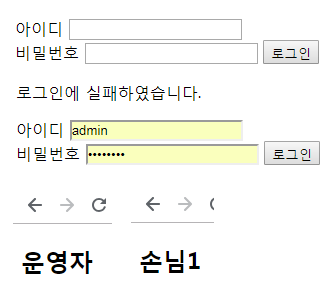 아이디
비밀번호 로그인
로그인에 실패하였습니다.
아이디 admin
비밀번호 •••••••• 로그인
운영자 손님1